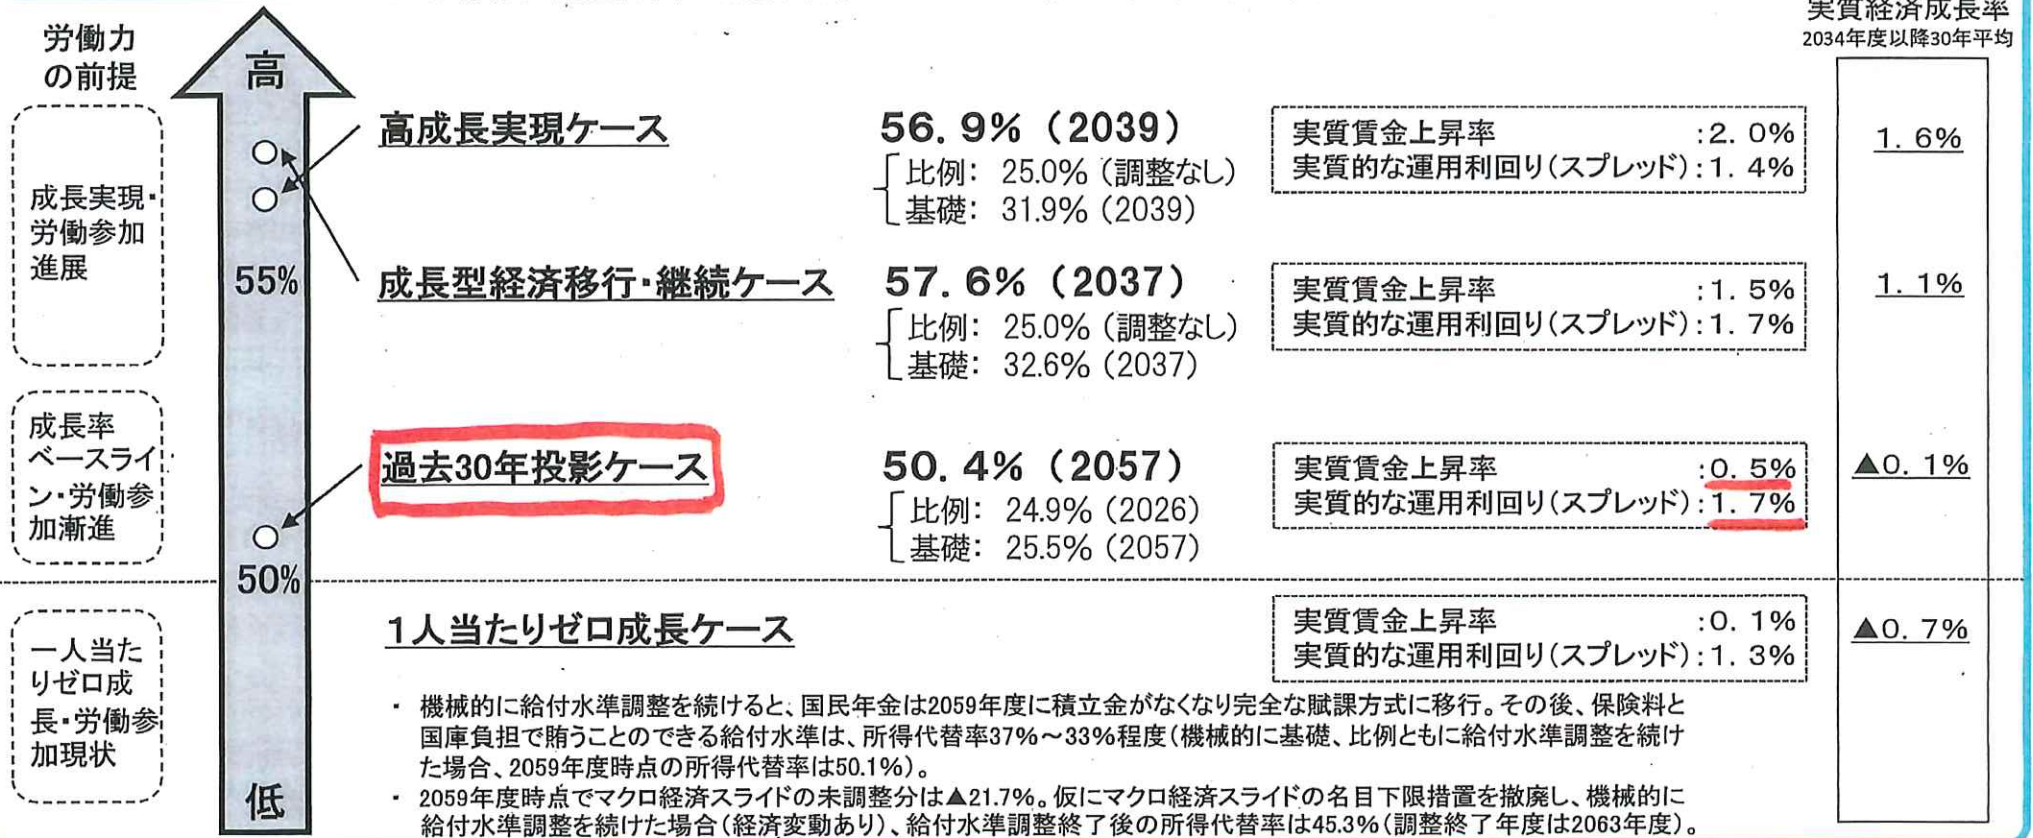 実質経済成長率
2034年度以降30年平均
労働力
の前提
高
成長実現・
労働参加
進展
高成長実現ケース
56.9%(2039)
比例: 25.0%(調整なし)
基礎: 31.9%(2039)
実質賃金上昇率 :2.0%
実質的な運用利回り(スプレッド):1.4%
1.6%
55%
成長型経済移行・継続ケース
57.6%(2037)
比例: 25.0%(調整なし)
基礎: 32.6%(2037)
実質賃金上昇率 :1.5%
実質的な運用利回り(スプレッド):1.7%
1.1%
成長率
ベースライ
ン・労働参
加漸進
過去30年投影ケース
50.4%(2057)
比例: 24.9%(2026)
基礎: 25.5%(2057)
実質賃金上昇率 :0.5%
実質的な運用利回り(スプレッド):1.7%
▲0.1%
50%
一人当た
りゼロ成
長・労働参
加現状
1人当たりゼロ成長ケース
実質賃金上昇率 :0.1%
実質的な運用利回り(スプレッド):1.3%
▲0.7%
・ 機械的に給付水準調整を続けると、国民年金は2059年度に積立金がなくなり完全な賦課方式に移行。その後、保険料と
国庫負担で賄うことのできる給付水準は、所得代替率37%~33%程度(機械的に基礎、比例ともに給付水準調整を続け
た場合、2059年度時点の所得代替率は50.1%)。
・ 2059年度時点でマクロ経済スライドの未調整分は▲21.7%。仮にマクロ経済スライドの名目下限措置を撤廃し、機械的に
給付水準調整を続けた場合(経済変動あり)、給付水準調整終了後の所得代替率は45.3%(調整終了年度は2063年度)。
低